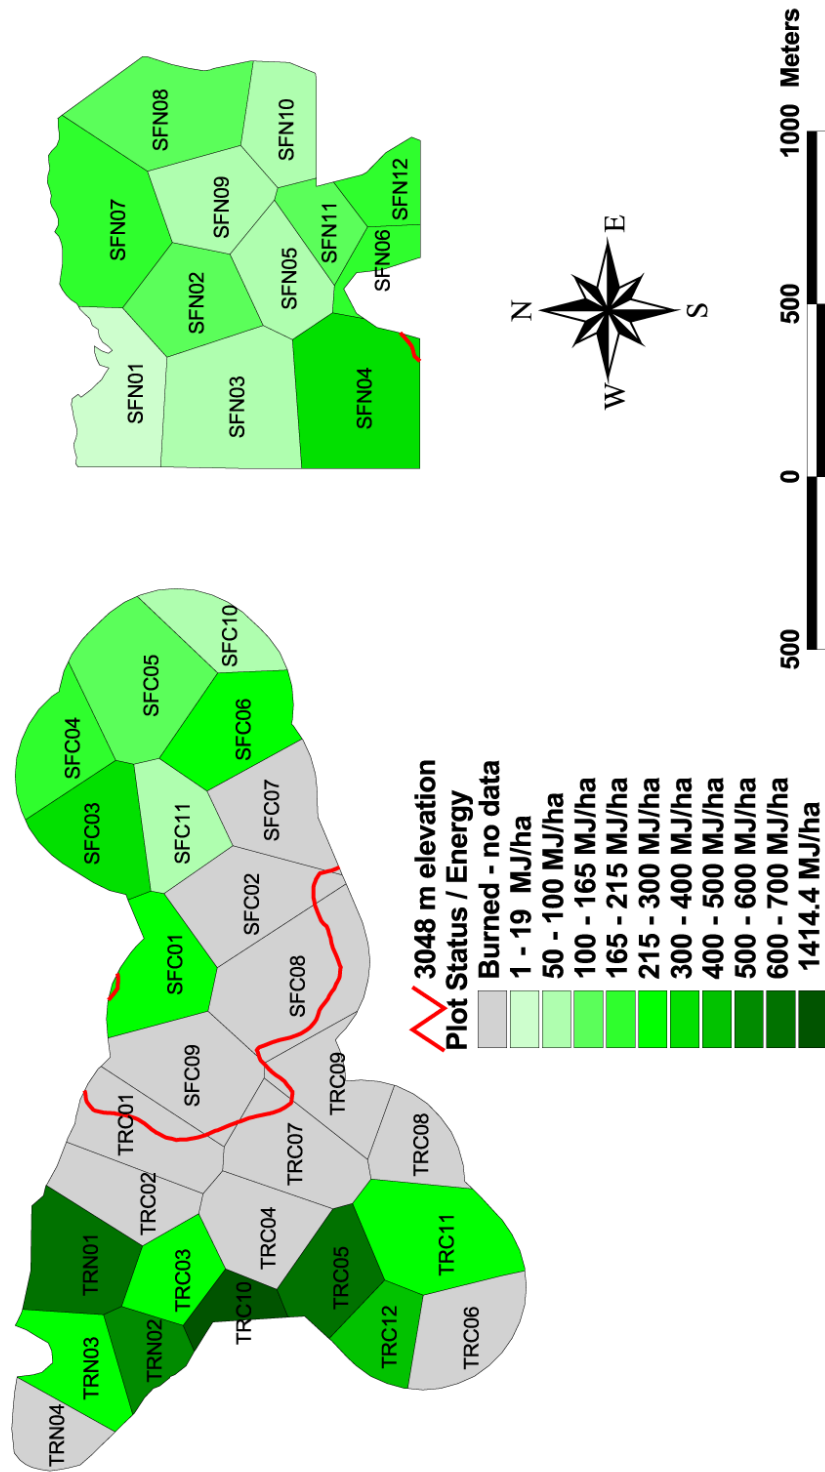 TRN04
TRN03
TRN02
TRN01
TRC03
TRC10
TRC05
TRC12
TRC06
TRC11
TRC08
TRC04
TRC02
TRC01
TRC07
TRC09
SFC09
SFC08
SFC01
SFC02
SFC07
SFC11
SFC03
SFC04
SFC05
SFC06
SFC10
SFN01
SFN03
SFN04
SFN02
SFN05
SFN06
SFN07
SFN09
SFN11
SFN12
SFN08
SFN10
3048 m elevation
Plot Status / Energy
Burned - no data
1 - 19 MJ/ha
50 - 100 MJ/ha
100 - 165 MJ/ha
165 - 215 MJ/ha
215 - 300 MJ/ha
300 - 400 MJ/ha
400 - 500 MJ/ha
500 - 600 MJ/ha
600 - 700 MJ/ha
1414.4 MJ/ha
N
W
E
S
500 0 500 1000 Meters